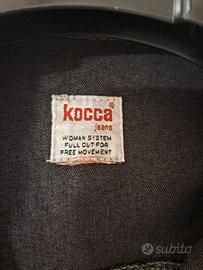 kocca®
jeans
WOMAN SYSTEM
FULL CUT FOR
FREE MOVEMENT
subito